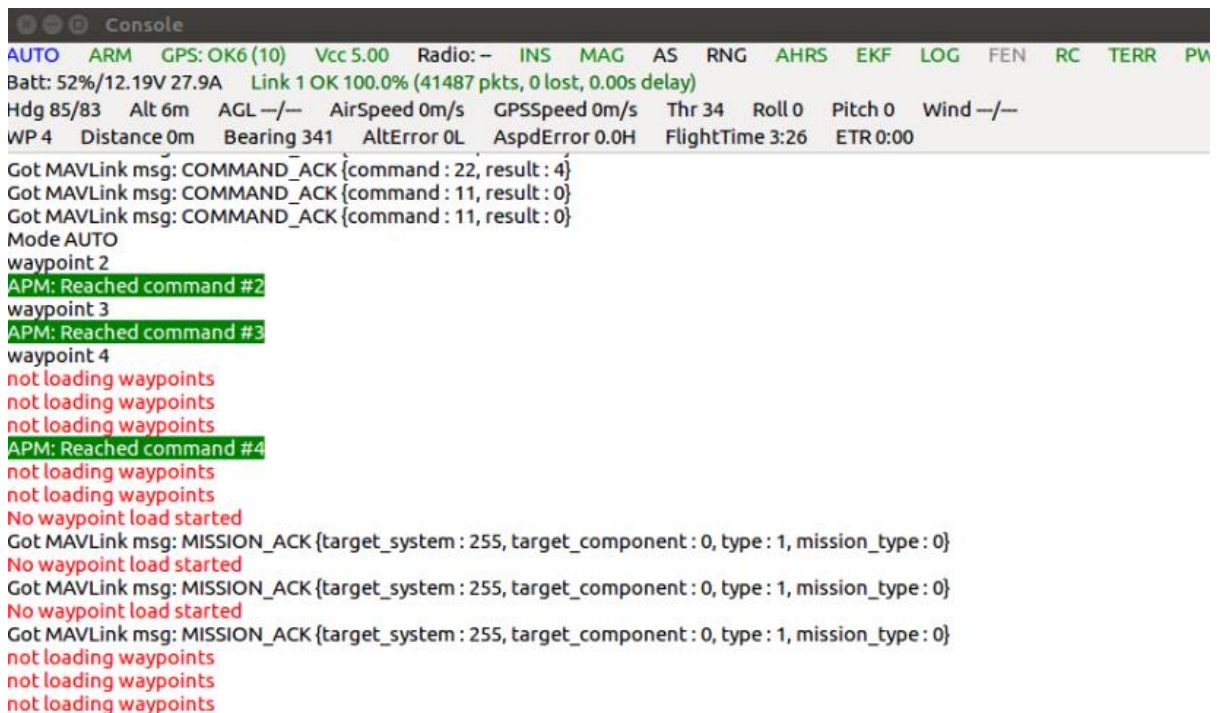 Console
AUTO ARM GPS: OK6 (10) Vcc 5.00 Radio: -- INS MAG AS RNG AHRS EKF LOG FEN RC TERR PW
Batt: 52%/12.19V 27.9A Link 1 OK 100.0% (41487 pkts, 0 lost, 0.00s delay)
Hdg 85/83 Alt 6m AGL ---/--- AirSpeed 0m/s GPSSpeed 0m/s Thr 34 Roll 0 Pitch 0 Wind ---/---
WP 4 Distance 0m Bearing 341 AltError 0L AspdError 0.0H FlightTime 3:26 ETR 0:00
Got MAVLink msg: COMMAND_ACK {command : 22, result : 4}
Got MAVLink msg: COMMAND_ACK {command : 11, result : 0}
Got MAVLink msg: COMMAND_ACK {command : 11, result : 0}
Mode AUTO
waypoint 2
APM: Reached command #2
waypoint 3
APM: Reached command #3
waypoint 4
not loading waypoints
not loading waypoints
not loading waypoints
APM: Reached command #4
not loading waypoints
not loading waypoints
No waypoint load started
Got MAVLink msg: MISSION_ACK {target_system : 255, target_component : 0, type : 1, mission_type : 0}
No waypoint load started
Got MAVLink msg: MISSION_ACK {target_system : 255, target_component : 0, type : 1, mission_type : 0}
No waypoint load started
Got MAVLink msg: MISSION_ACK {target_system : 255, target_component : 0, type : 1, mission_type : 0}
not loading waypoints
not loading waypoints
not loading waypoints